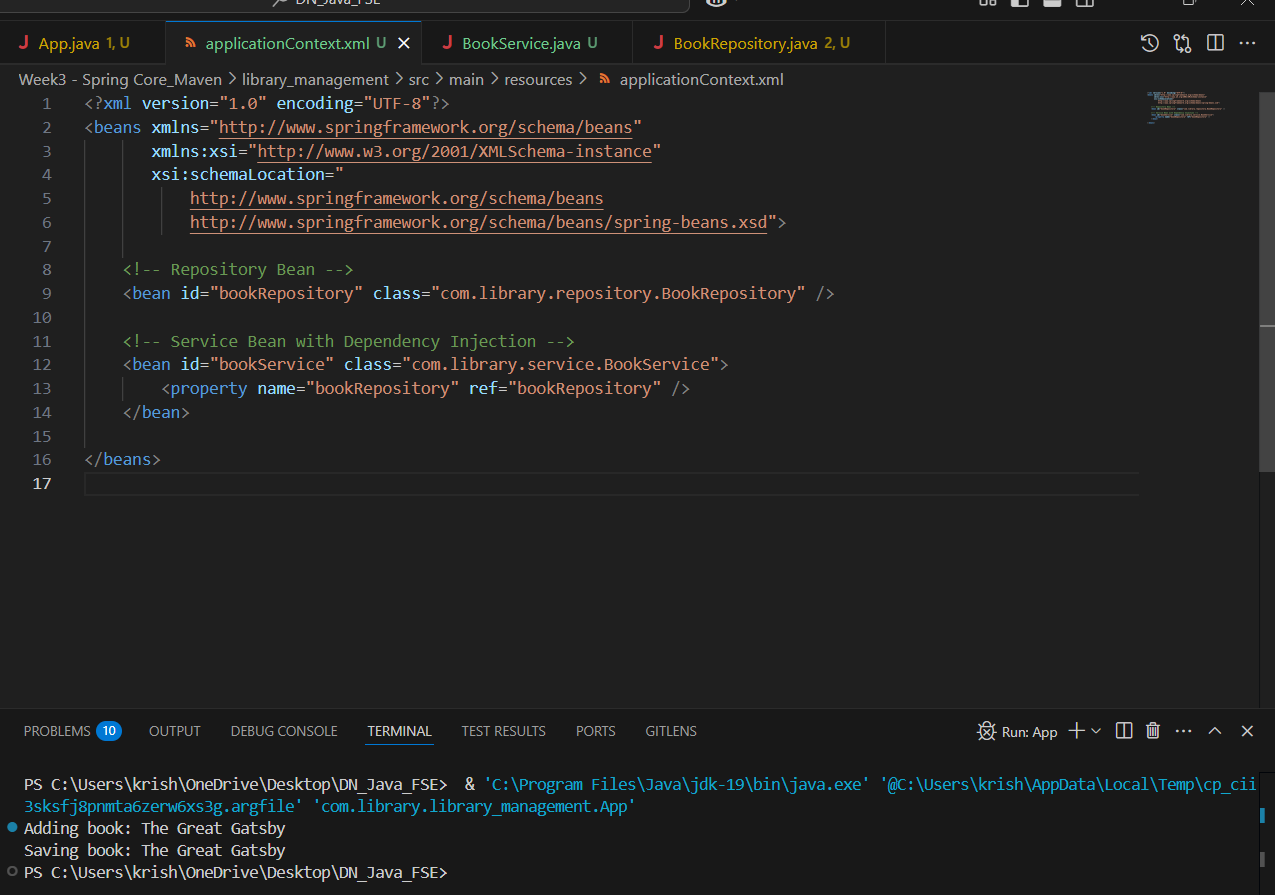 DN_Java_FSE
App.java 1, U applicationContext.xml U BookService.java U BookRepository.java 2, U
Week3 - Spring Core_Maven > library_management > src > main > resources > applicationContext.xml
1 <?xml version="1.0" encoding="UTF-8"?>
2 <beans xmlns="http://www.springframework.org/schema/beans"
3 xmlns:xsi="http://www.w3.org/2001/XMLSchema-instance"
4 xsi:schemaLocation="
5 http://www.springframework.org/schema/beans
6 http://www.springframework.org/schema/beans/spring-beans.xsd">
7
8 <!-- Repository Bean -->
9 <bean id="bookRepository" class="com.library.repository.BookRepository" />
10
11 <!-- Service Bean with Dependency Injection -->
12 <bean id="bookService" class="com.library.service.BookService">
13 <property name="bookRepository" ref="bookRepository" />
14 </bean>
15
16 </beans>
17
PROBLEMS 10 OUTPUT DEBUG CONSOLE TERMINAL TEST RESULTS PORTS GITLENS Run: App
PS C:\Users\krish\OneDrive\Desktop\DN_Java_FSE> & 'C:\Program Files\Java\jdk-19\bin\java.exe' '@C:\Users\krish\AppData\Local\Temp\cp_cii
3sksfj8pnmta6zerw6xs3g.argfile' 'com.library.library_management.App'
Adding book: The Great Gatsby
Saving book: The Great Gatsby
PS C:\Users\krish\OneDrive\Desktop\DN_Java_FSE>